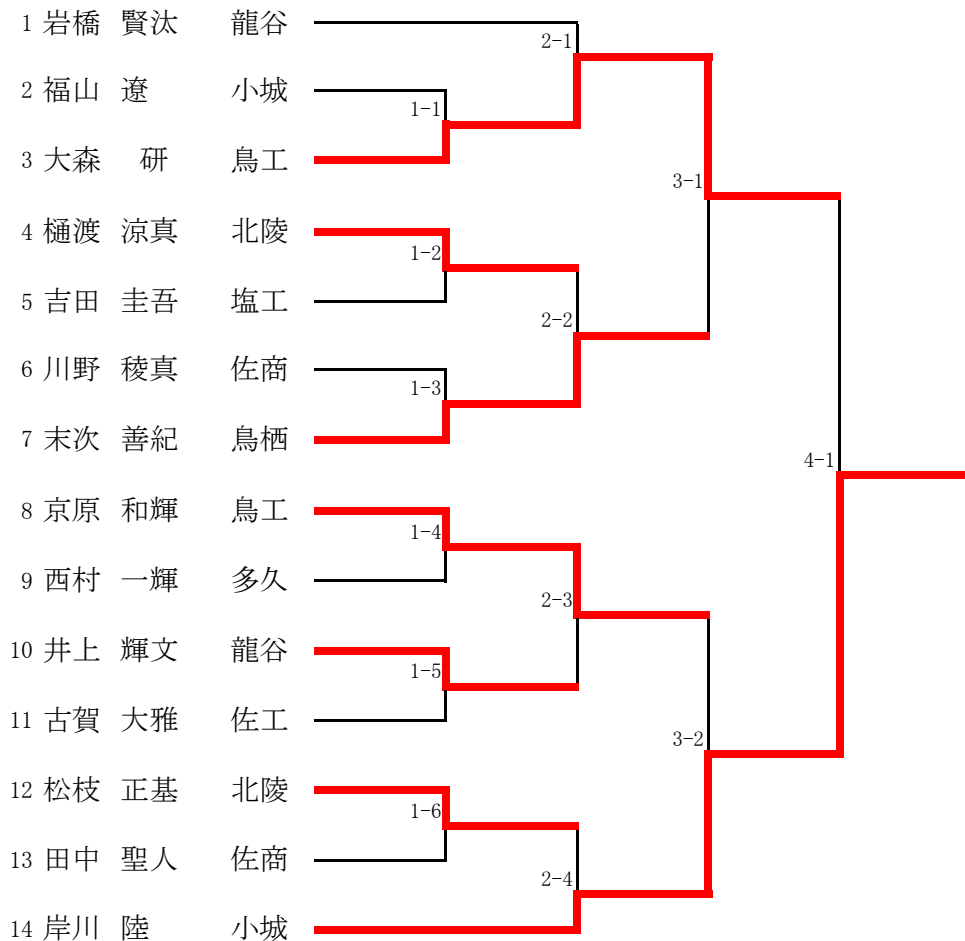 1 岩橋 賢汰 龍谷
2-1
2 福山 遼 小城
1-1
3 大森 研 鳥工
3-1
4 樋渡 涼真 北陵
1-2
5 吉田 圭吾 塩工
2-2
6 川野 稜真 佐商
1-3
7 末次 善紀 鳥栖
4-1
8 京原 和輝 鳥工
1-4
9 西村 一輝 多久
2-3
10 井上 輝文 龍谷
1-5
11 古賀 大雅 佐工
3-2
12 松枝 正基 北陵
1-6
13 田中 聖人 佐商
2-4
14 岸川 陸 小城